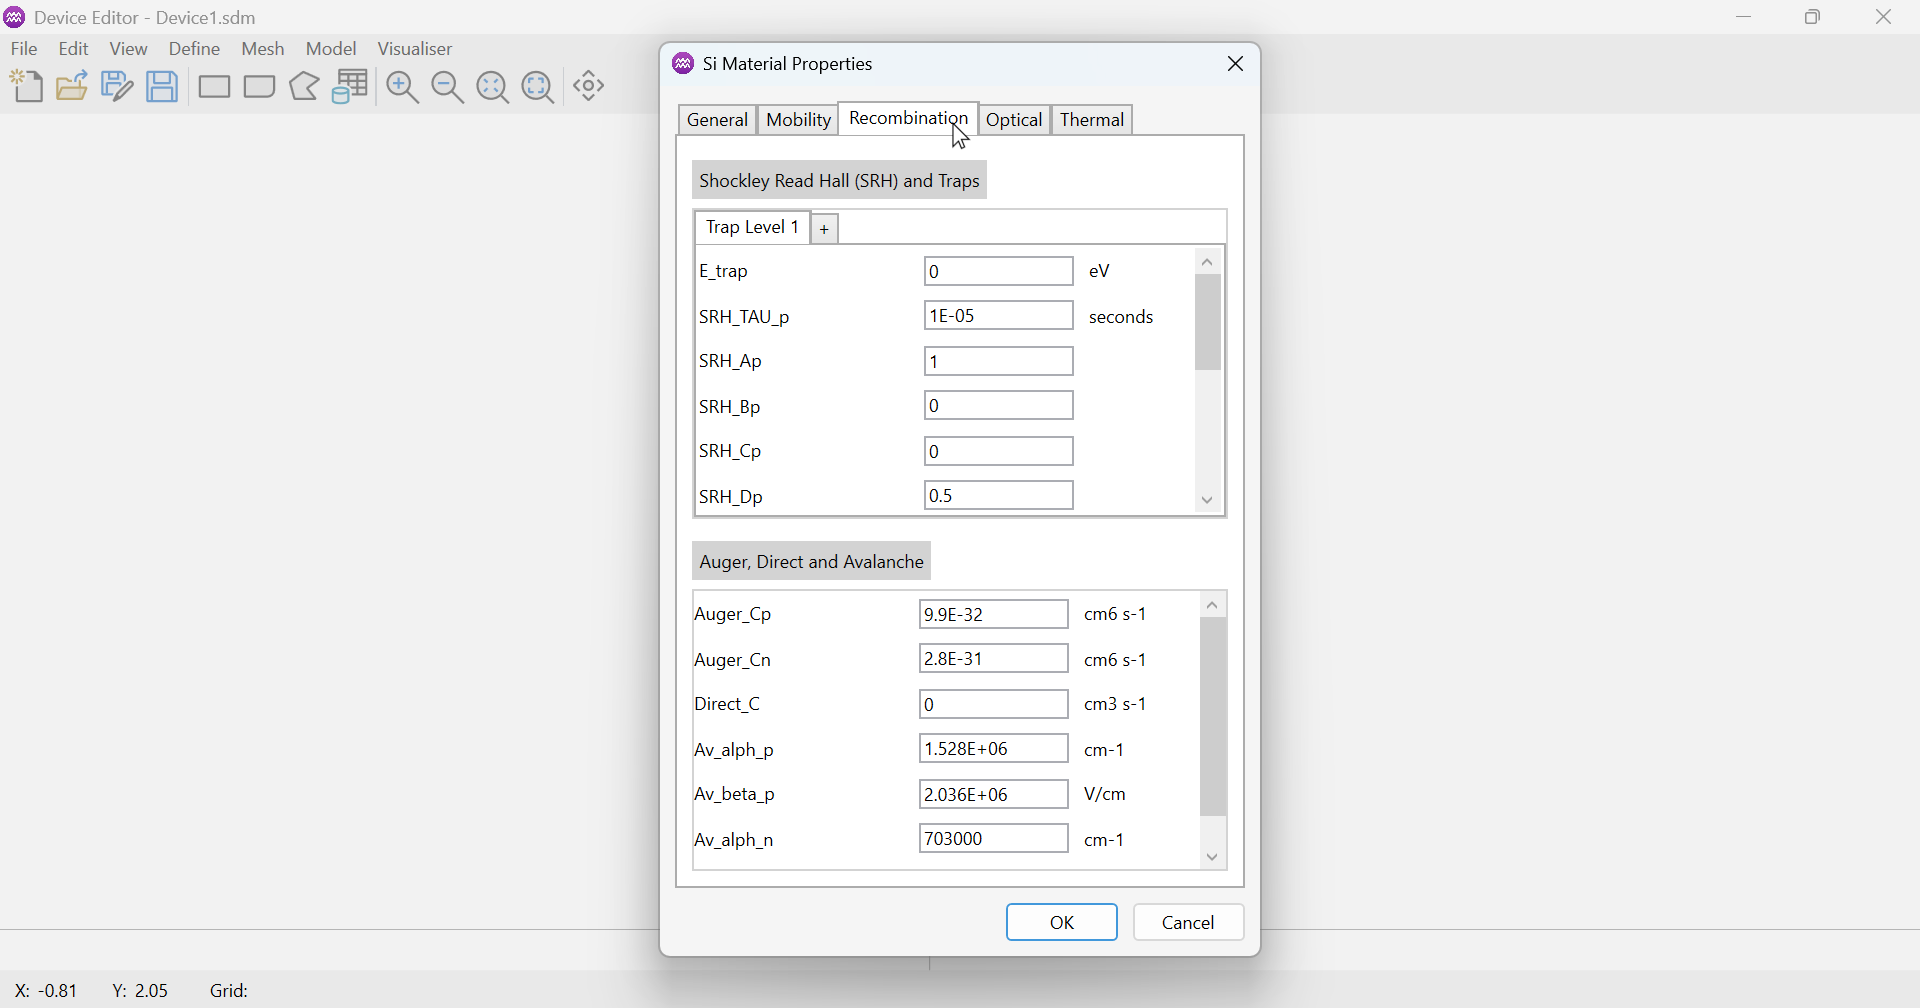 Device Editor - Device1.sdm
File Edit View Define Mesh Model Visualiser
Si Material Properties
General Mobility Recombination Optical Thermal
Shockley Read Hall (SRH) and Traps
Trap Level 1 +
E_trap 0 eV
SRH_TAU_p 1E-05 seconds
SRH_Ap 1
SRH_Bp 0
SRH_Cp 0
SRH_Dp 0.5
Auger, Direct and Avalanche
Auger_Cp 9.9E-32 cm6 s-1
Auger_Cn 2.8E-31 cm6 s-1
Direct_C 0 cm3 s-1
Av_alph_p 1.528E+06 cm-1
Av_beta_p 2.036E+06 V/cm
Av_alph_n 703000 cm-1
OK Cancel
X: -0.81 Y: 2.05 Grid: